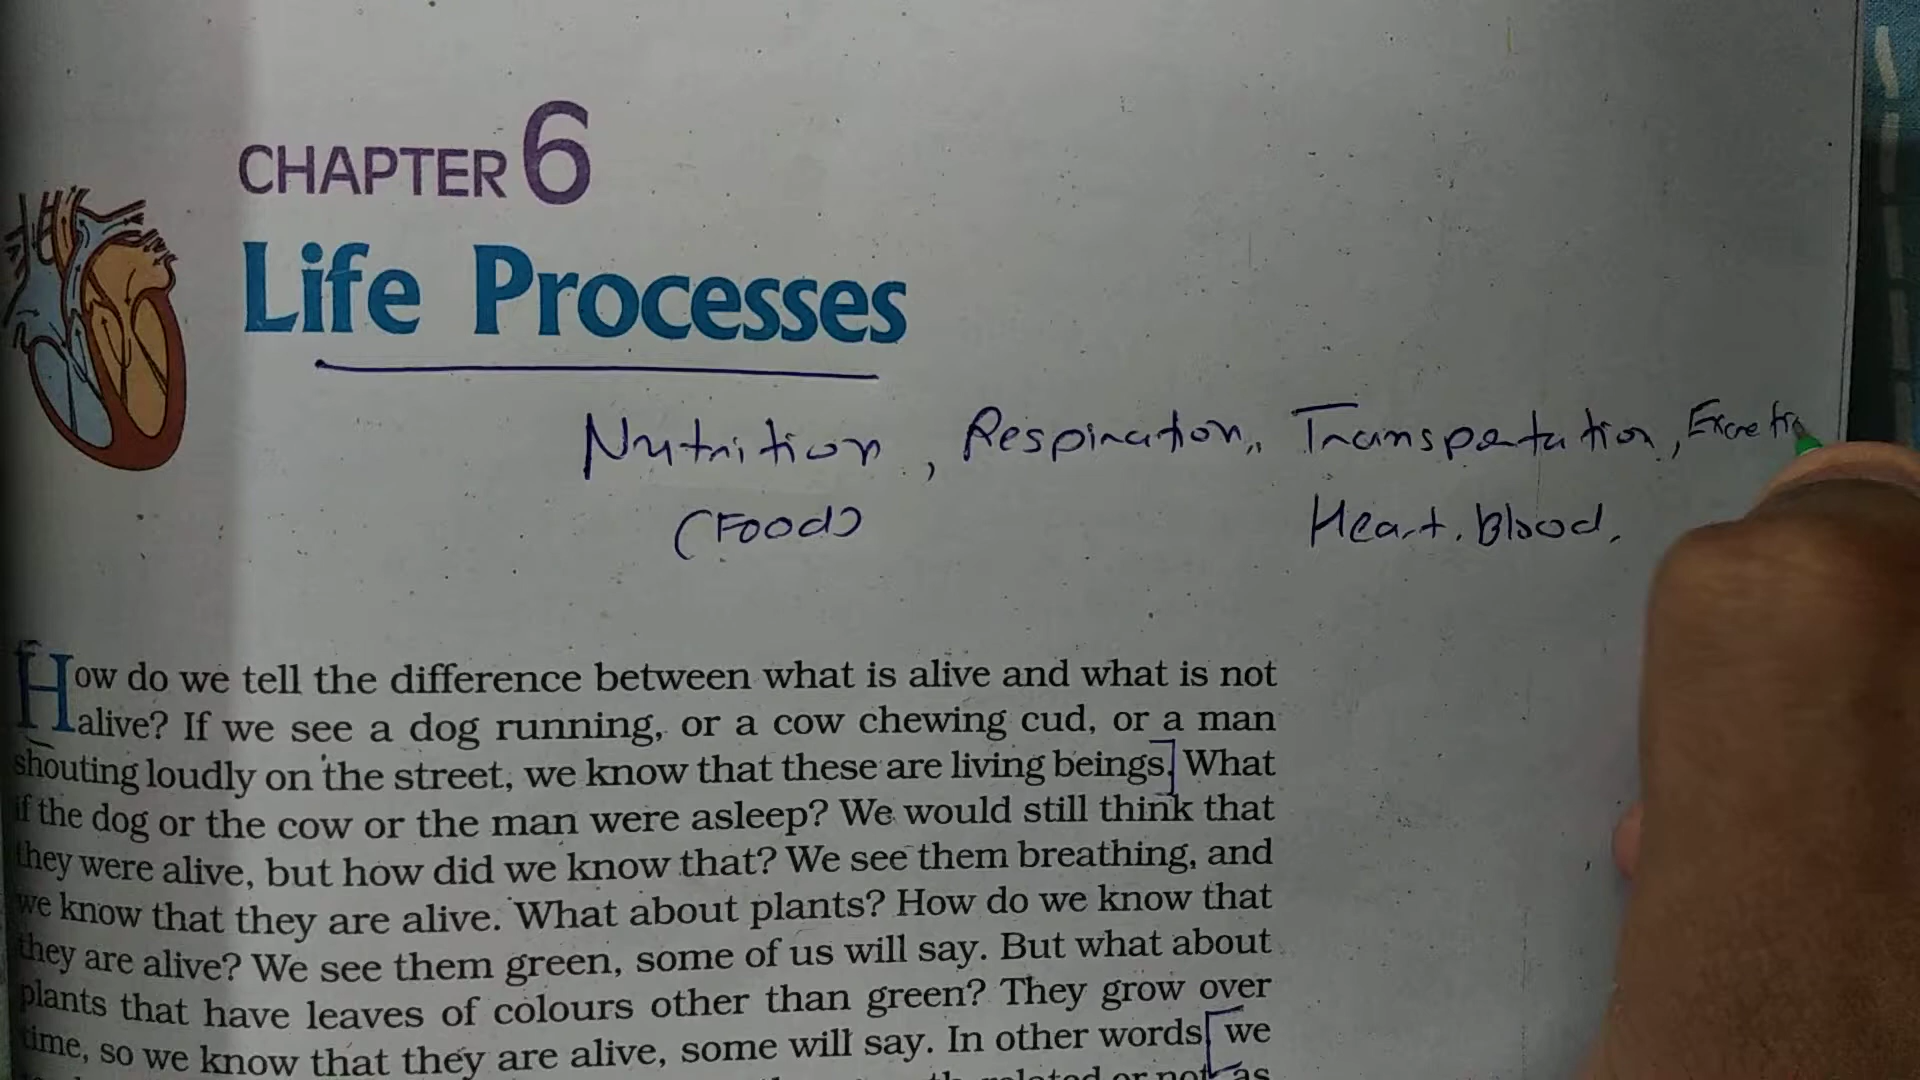 CHAPTER 6
Life Processes
Nutrition, Respiration,, Transportation, Excretio
(Food) Heart. Blood.
How do we tell the difference between what is alive and what is not
alive? If we see a dog running, or a cow chewing cud, or a man
shouting loudly on the street, we know that these are living beings. What
if the dog or the cow or the man were asleep? We would still think that
they were alive, but how did we know that? We see them breathing, and
we know that they are alive. What about plants? How do we know that
they are alive? We see them green, some of us will say. But what about
plants that have leaves of colours other than green? They grow over
time, so we know that they are alive, some will say. In other words, we
related or not as